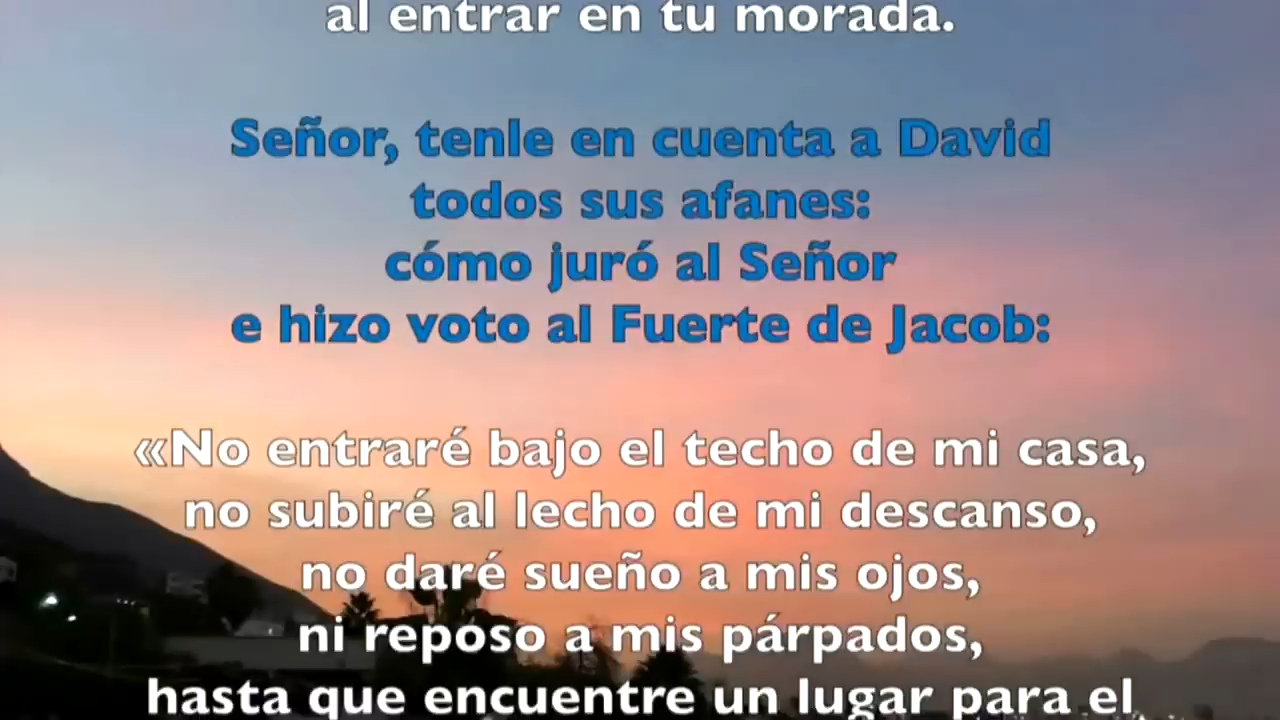 al entrar en tu morada.
Señor, tenle en cuenta a David
todos sus afanes:
cómo juró al Señor
e hizo voto al Fuerte de Jacob:
«No entraré bajo el techo de mi casa,
no subiré al lecho de mi descanso,
no daré sueño a mis ojos,
ni reposo a mis párpados,
hasta que encuentre un lugar para el